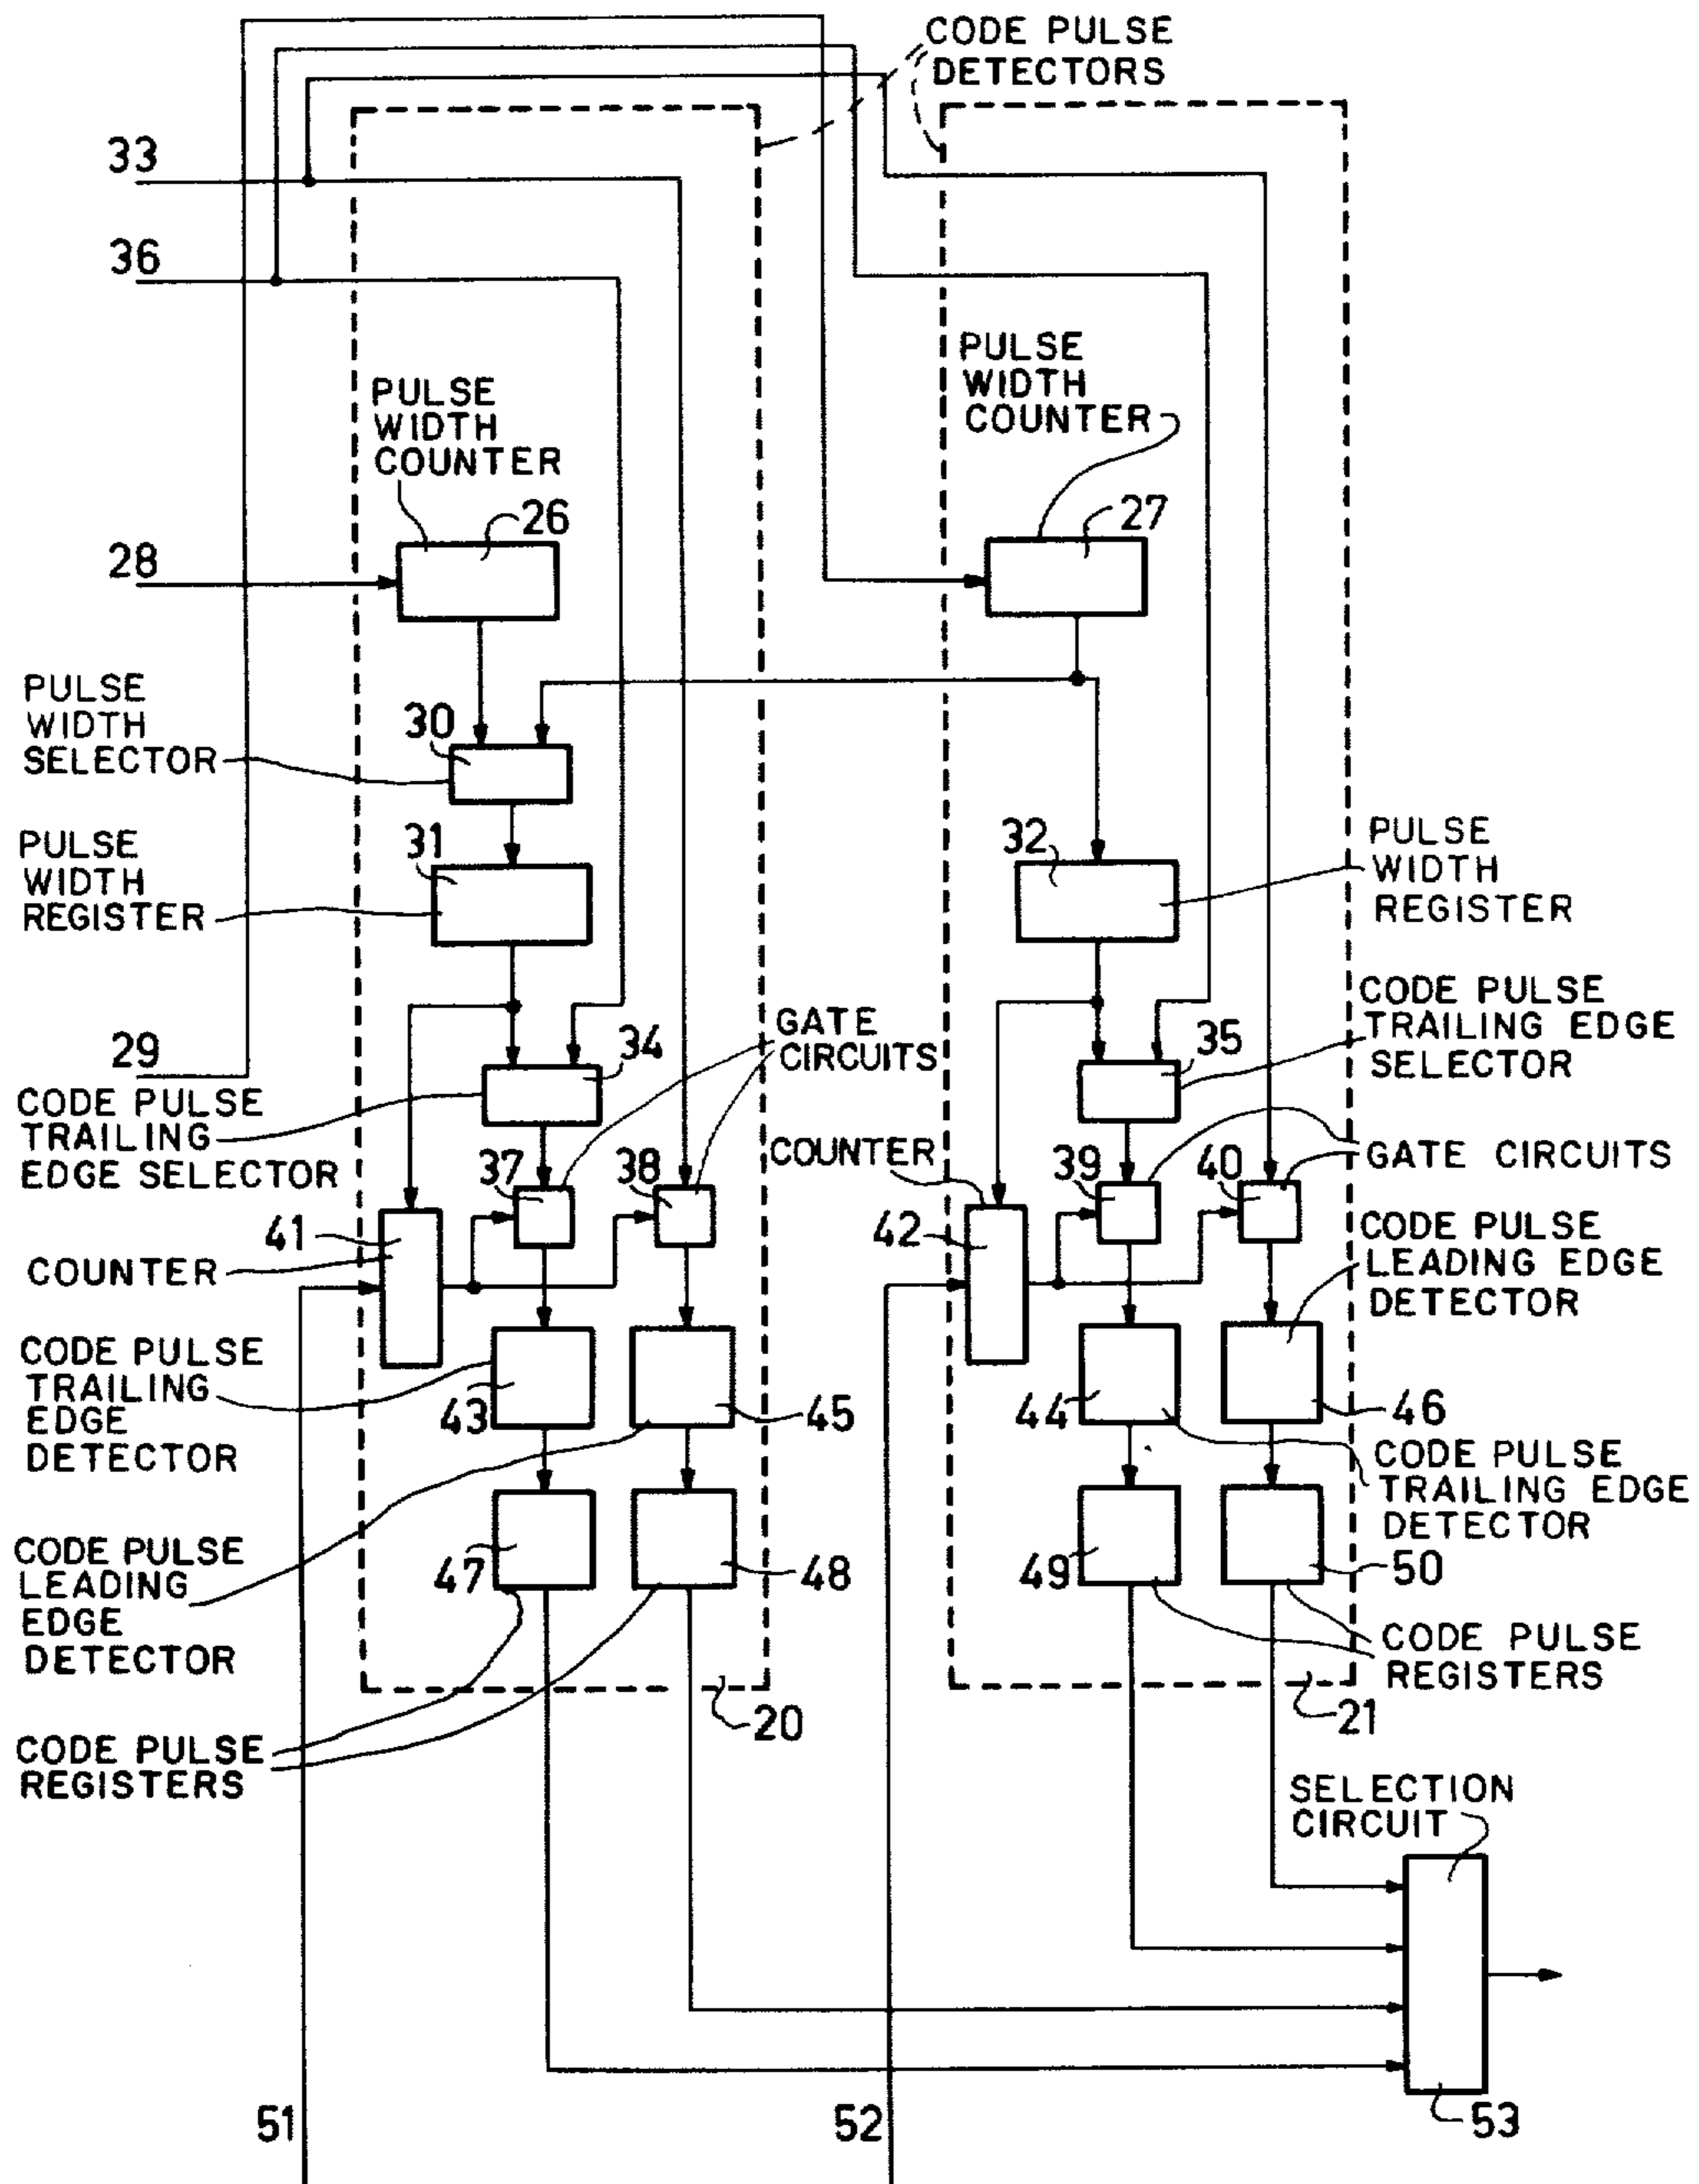 CODE PULSE
DETECTORS
33
36
PULSE
WIDTH
COUNTER
PULSE
WIDTH
COUNTER
26
27
28
PULSE
WIDTH
SELECTOR
30
PULSE
WIDTH
REGISTER
31
32
PULSE
WIDTH
REGISTER
29
CODE PULSE
TRAILING
EDGE SELECTOR
34
GATE
CIRCUITS
35
CODE PULSE
TRAILING EDGE
SELECTOR
37
38
COUNTER
39
40
GATE CIRCUITS
41
COUNTER
42
CODE PULSE
LEADING EDGE
DETECTOR
CODE PULSE
TRAILING
EDGE
DETECTOR
43
45
44
46
CODE PULSE
TRAILING EDGE
DETECTOR
CODE PULSE
LEADING
EDGE
DETECTOR
47
48
49
50
CODE PULSE
REGISTERS
20
21
CODE PULSE
REGISTERS
SELECTION
CIRCUIT
51
52
53